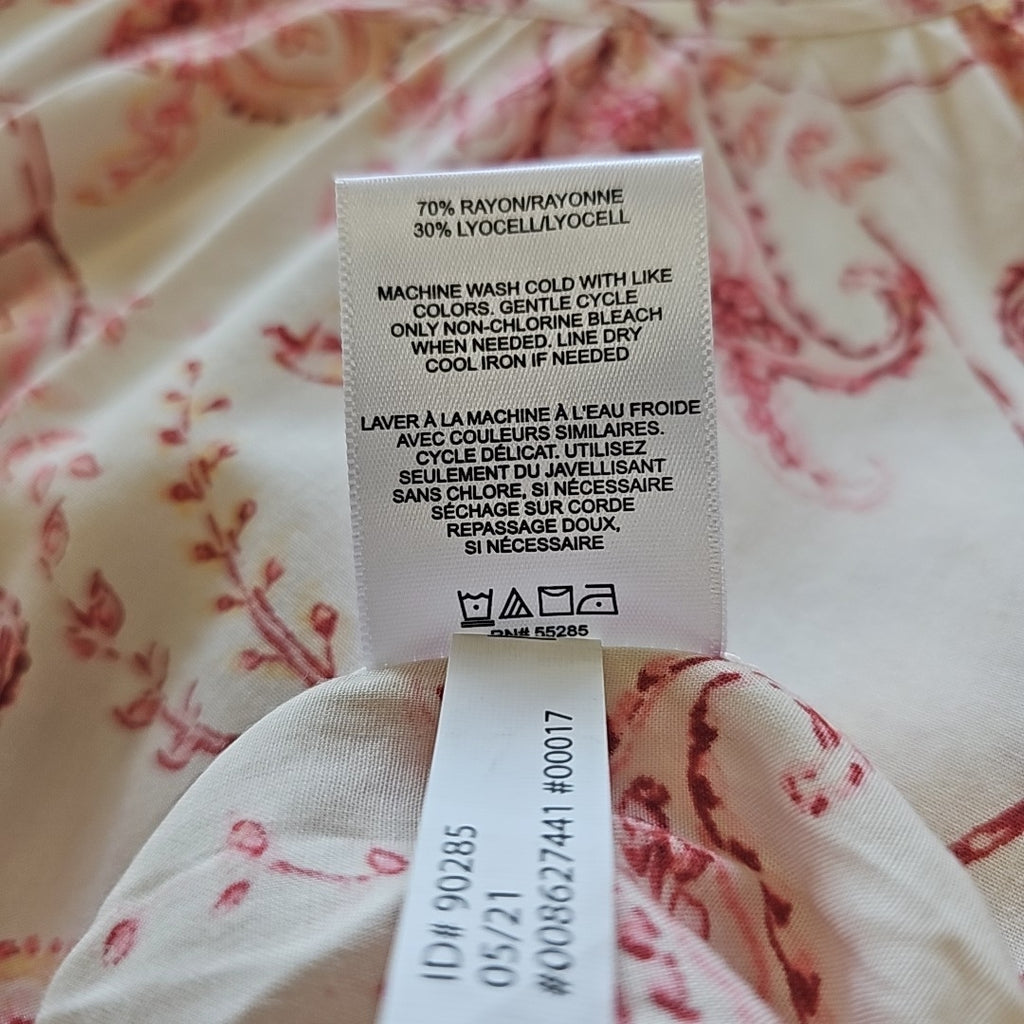 70% RAYON/RAYONNE
30% LYOCELL/LYOCELL
MACHINE WASH COLD WITH LIKE
COLORS. GENTLE CYCLE
ONLY NON-CHLORINE BLEACH
WHEN NEEDED. LINE DRY
COOL IRON IF NEEDED
LAVER À LA MACHINE À L'EAU FROIDE
AVEC COULEURS SIMILAIRES.
CYCLE DÉLICAT. UTILISEZ
SEULEMENT DU JAVELLISANT
SANS CHLORE, SI NÉCESSAIRE
SÉCHAGE SUR CORDE
REPASSAGE DOUX,
SI NÉCESSAIRE
RN# 55285
ID# 90285
05/21
#008627441 #00017